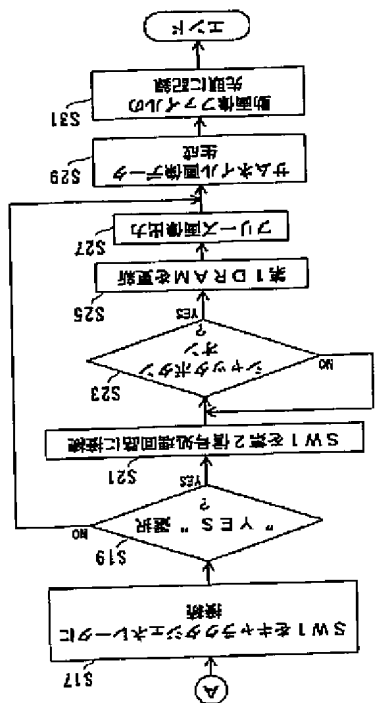 A
S17
SW1をキャラクタジェネレータに
接続
S19
"YES"選択
?
NO
YES
S21
SW1を第2信号処理回路に接続
S23
シャッタボタン
オン
?
NO
YES
S25
第1DRAMを更新
S27
フリーズ画像出力
S29
サムネイル画像データ
生成
S31
動画像ファイルの
先頭に記録
エンド